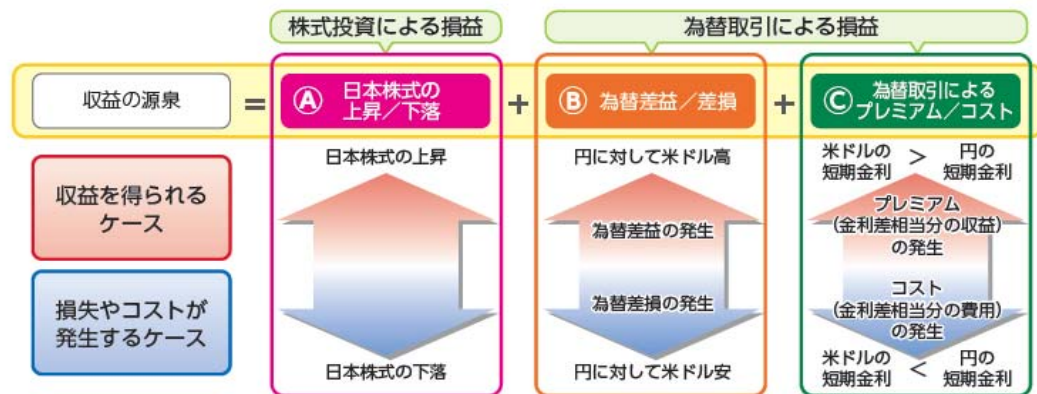 株式投資による損益
為替取引による損益
収益の源泉
=
Ⓐ 日本株式の
上昇／下落
+
Ⓑ 為替差益／差損
+
Ⓒ 為替取引による
プレミアム／コスト
収益を得られる
ケース
損失やコストが
発生するケース
日本株式の上昇
日本株式の下落
円に対して米ドル高
為替差益の発生
為替差損の発生
円に対して米ドル安
米ドルの
短期金利 > 円の
短期金利
プレミアム
(金利差相当分の収益)
の発生
コスト
(金利差相当分の費用)
の発生
米ドルの
短期金利 < 円の
短期金利